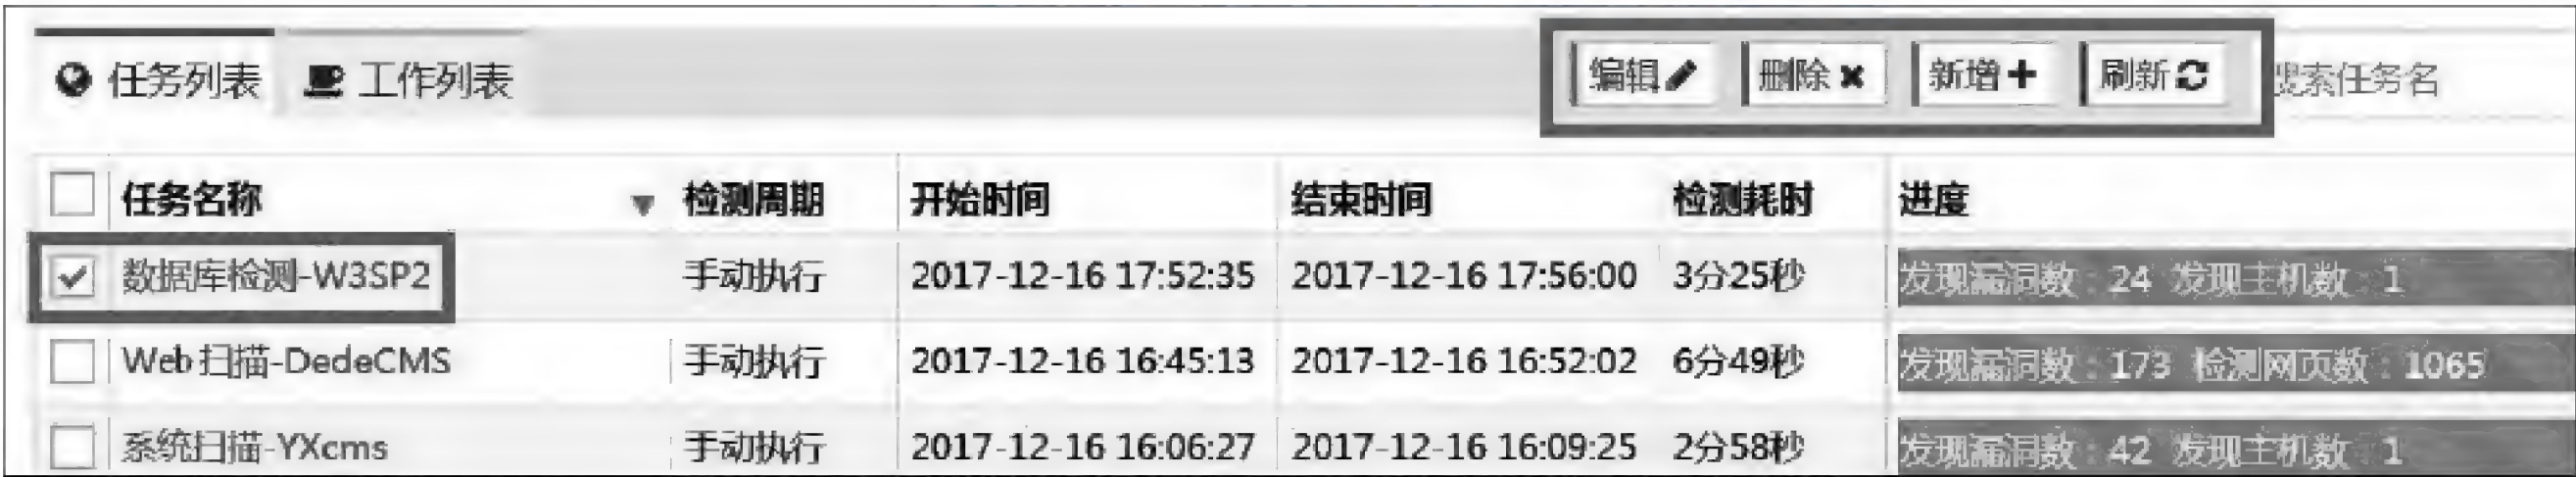 任务列表 工作列表 编辑 删除 新增 刷新 搜索任务名
任务名称 检测周期 开始时间 结束时间 检测耗时 进度
数据库检测-W3SP2 手动执行 2017-12-16 17:52:35 2017-12-16 17:56:00 3分25秒 发现漏洞数：24 发现主机数：1
Web 扫描-DedeCMS 手动执行 2017-12-16 16:45:13 2017-12-16 16:52:02 6分49秒 发现漏洞数：173 检测网页数：1065
系统扫描-YXcms 手动执行 2017-12-16 16:06:27 2017-12-16 16:09:25 2分58秒 发现漏洞数：42 发现主机数：1